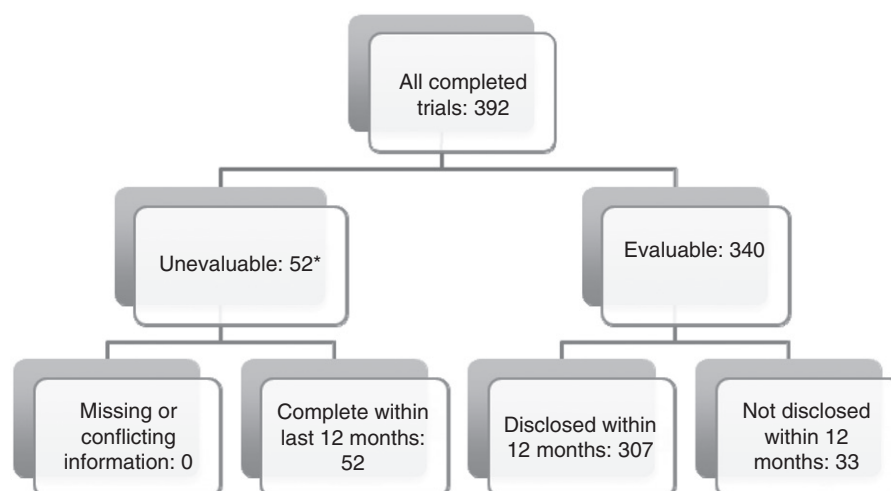 All completed
trials: 392
Unevaluable: 52*
Evaluable: 340
Missing or
conflicting
information: 0
Complete within
last 12 months:
52
Disclosed within
12 months: 307
Not disclosed
within 12
months: 33